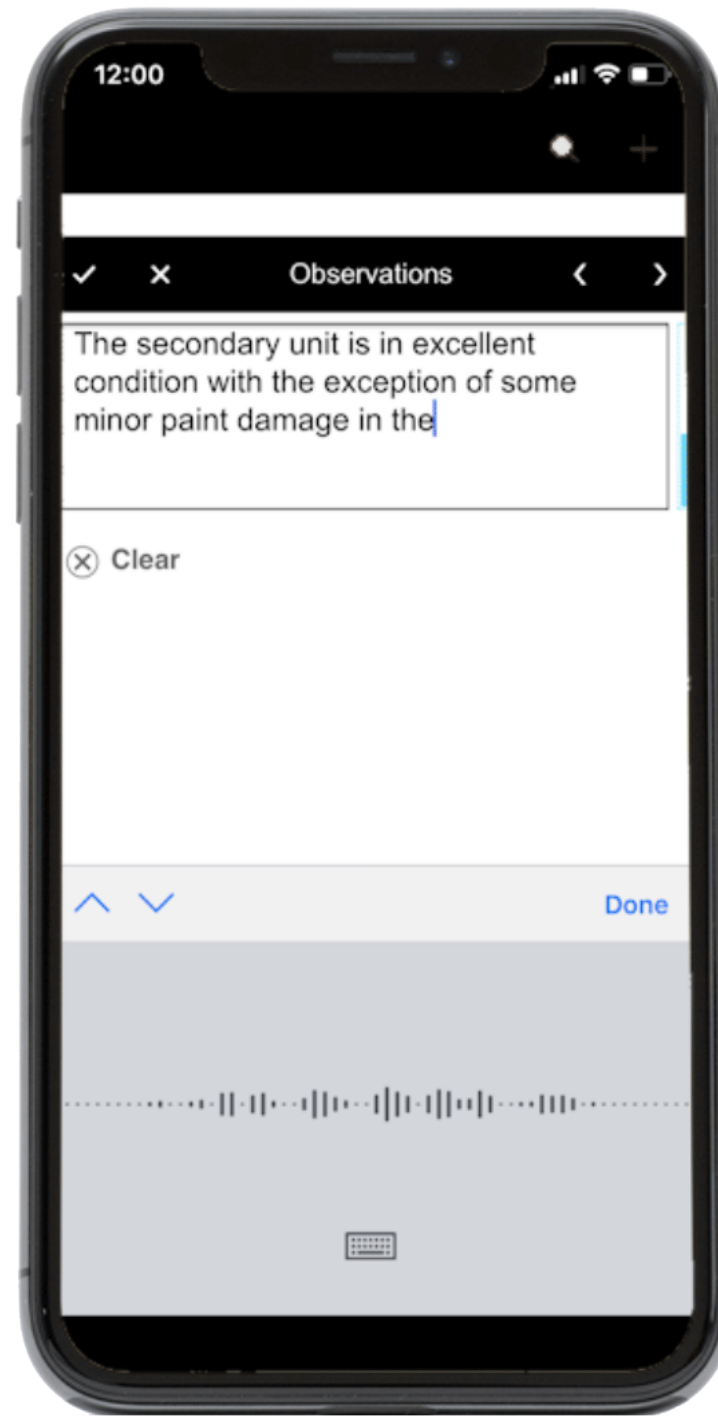 12:00
Observations
The secondary unit is in excellent
condition with the exception of some
minor paint damage in the
Clear
Done